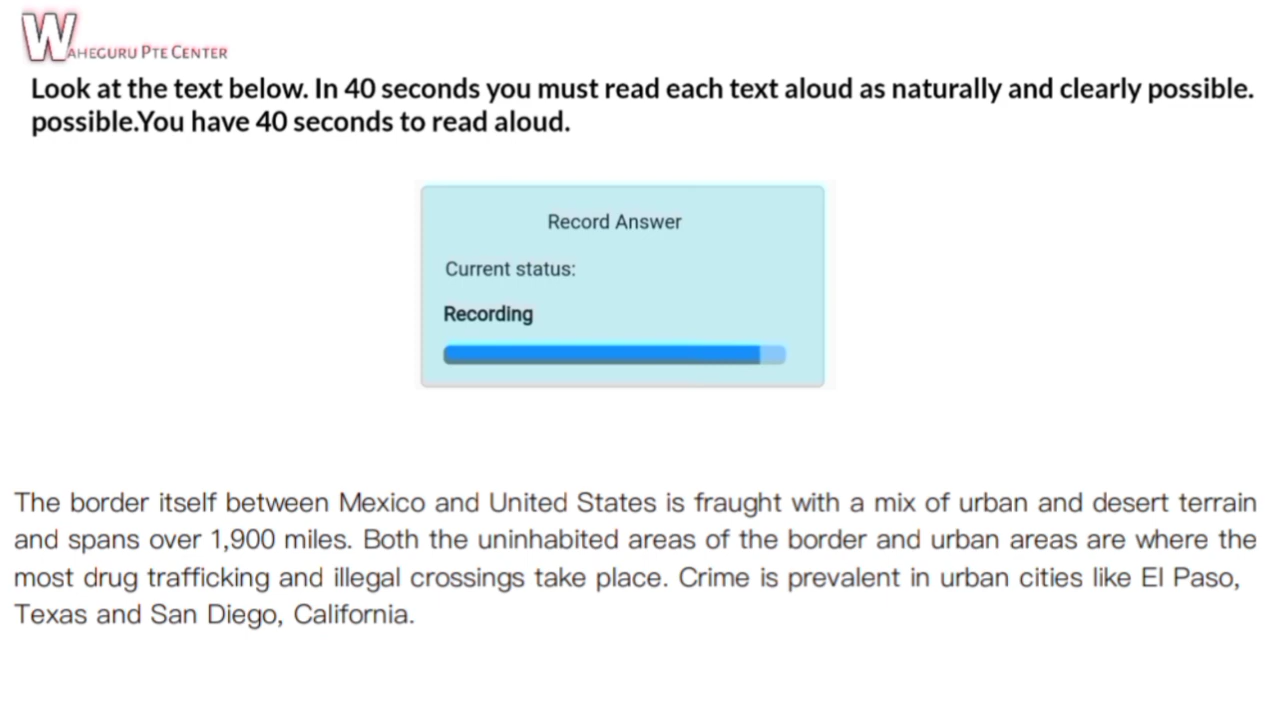 WAHEGURU PTE CENTER
Look at the text below. In 40 seconds you must read each text aloud as naturally and clearly possible.
possible.You have 40 seconds to read aloud.
Record Answer
Current status:
Recording
The border itself between Mexico and United States is fraught with a mix of urban and desert terrain
and spans over 1,900 miles. Both the uninhabited areas of the border and urban areas are where the
most drug trafficking and illegal crossings take place. Crime is prevalent in urban cities like El Paso,
Texas and San Diego, California.